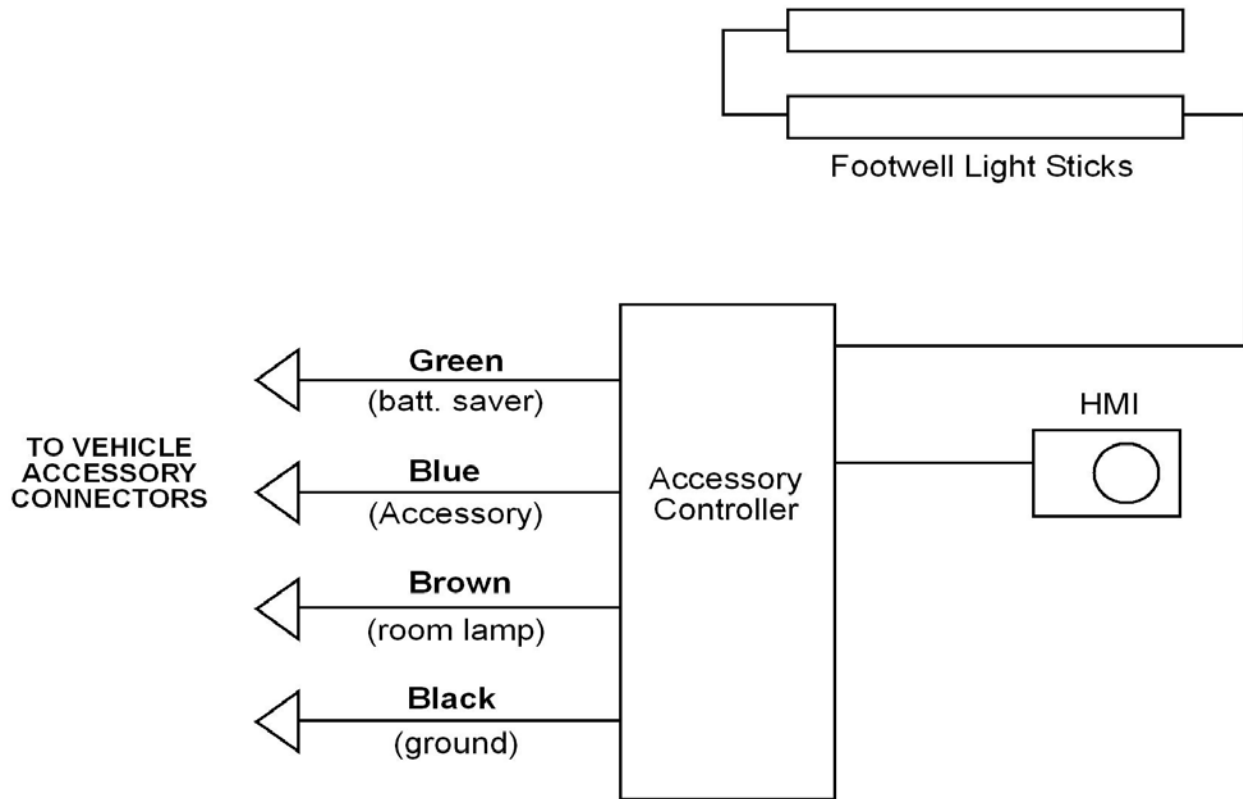 Footwell Light Sticks
Green
(batt. saver)
HMI
TO VEHICLE
ACCESSORY
CONNECTORS
Blue
(Accessory)
Accessory
Controller
Brown
(room lamp)
Black
(ground)